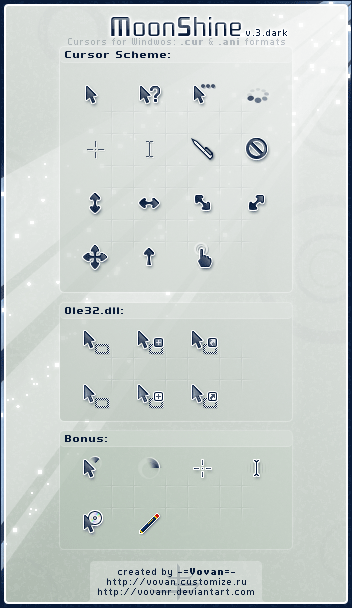 MoonShine v.3.dark
Cursors for Windwos: .cur & .ani formats
Cursor Scheme:
Ole32.dll:
Bonus:
created by -=Vovan=-
http://vovan.customize.ru
http://vovanr.deviantart.com